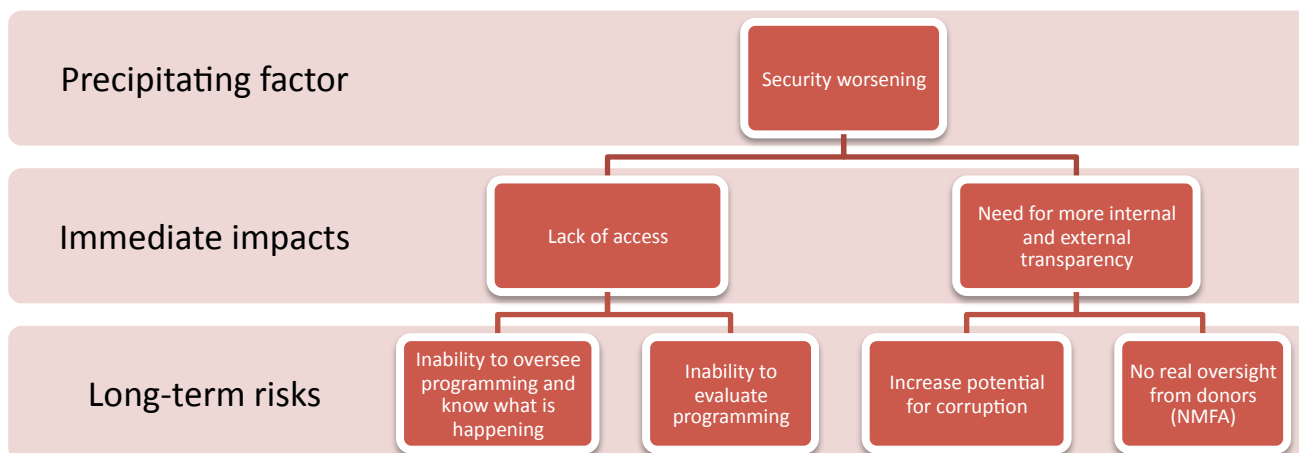 Precipitating factor
Security worsening
Immediate impacts
Lack of access
Need for more internal
and external
transparency
Long-term risks
Inability to oversee
programming and
know what is
happening
Inability to
evaluate
programming
Increase potential
for corruption
No real oversight
from donors
(NMFA)